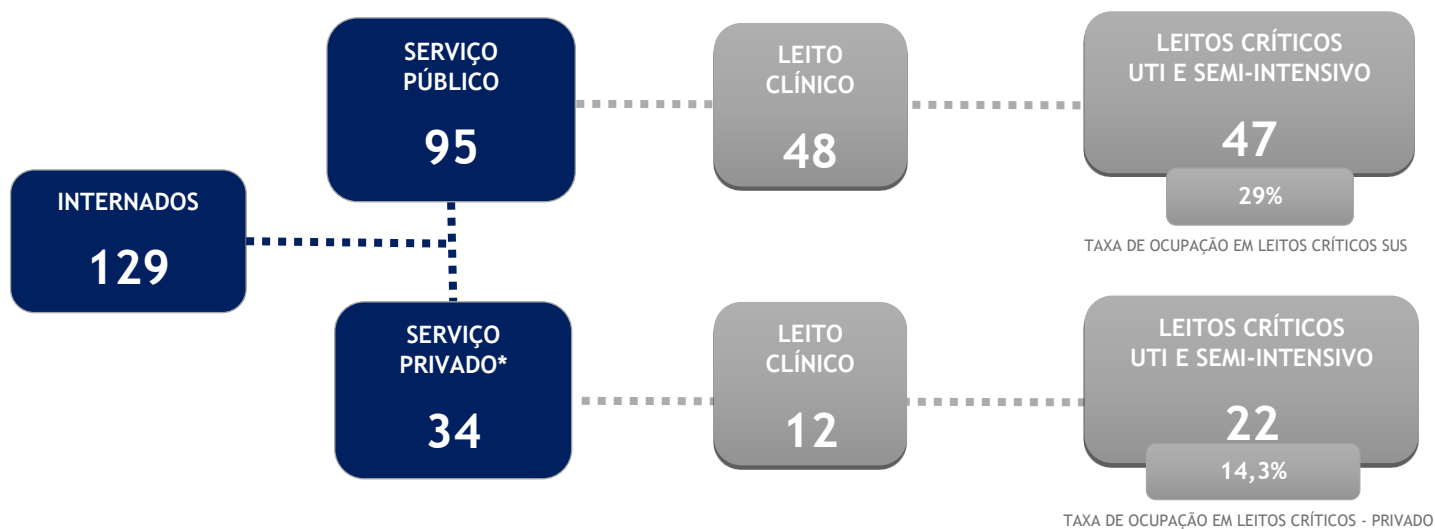 INTERNADOS
129
SERVIÇO
PÚBLICO
95
LEITO
CLÍNICO
48
LEITOS CRÍTICOS
UTI E SEMI-INTENSIVO
47
29%
TAXA DE OCUPAÇÃO EM LEITOS CRÍTICOS SUS
SERVIÇO
PRIVADO*
34
LEITO
CLÍNICO
12
LEITOS CRÍTICOS
UTI E SEMI-INTENSIVO
22
14,3%
TAXA DE OCUPAÇÃO EM LEITOS CRÍTICOS - PRIVADO